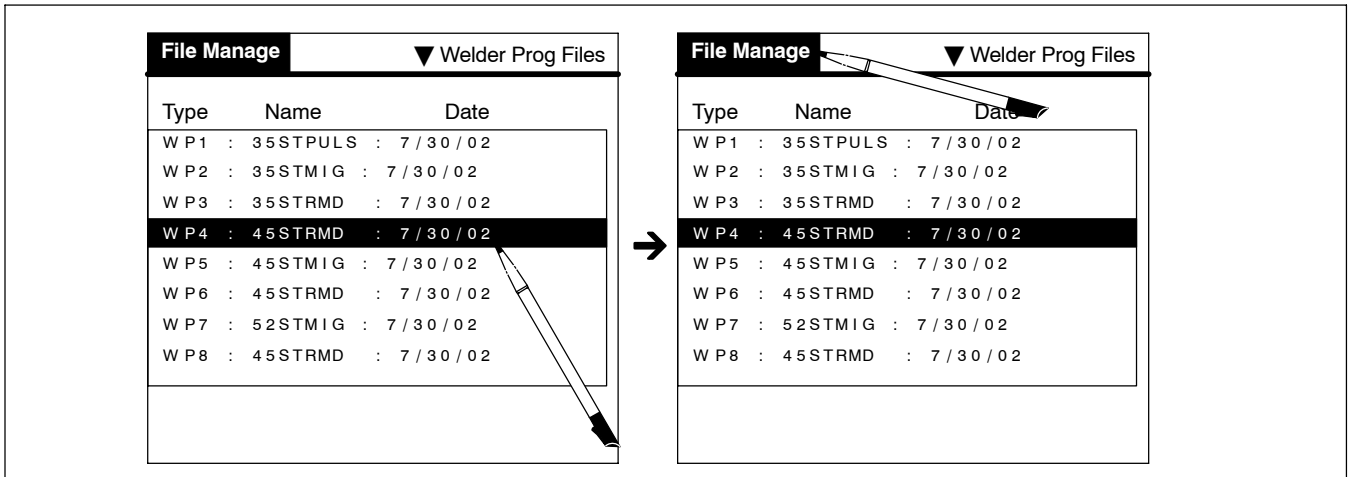 File Manage ▼ Welder Prog Files
Type Name Date
WP1 : 35STPULS : 7/30/02
WP2 : 35STMIG : 7/30/02
WP3 : 35STRMD : 7/30/02
WP4 : 45STRMD : 7/30/02
WP5 : 45STMIG : 7/30/02
WP6 : 45STRMD : 7/30/02
WP7 : 52STMIG : 7/30/02
WP8 : 45STRMD : 7/30/02
➔
File Manage ▼ Welder Prog Files
Type Name Date
WP1 : 35STPULS : 7/30/02
WP2 : 35STMIG : 7/30/02
WP3 : 35STRMD : 7/30/02
WP4 : 45STRMD : 7/30/02
WP5 : 45STMIG : 7/30/02
WP6 : 45STRMD : 7/30/02
WP7 : 52STMIG : 7/30/02
WP8 : 45STRMD : 7/30/02